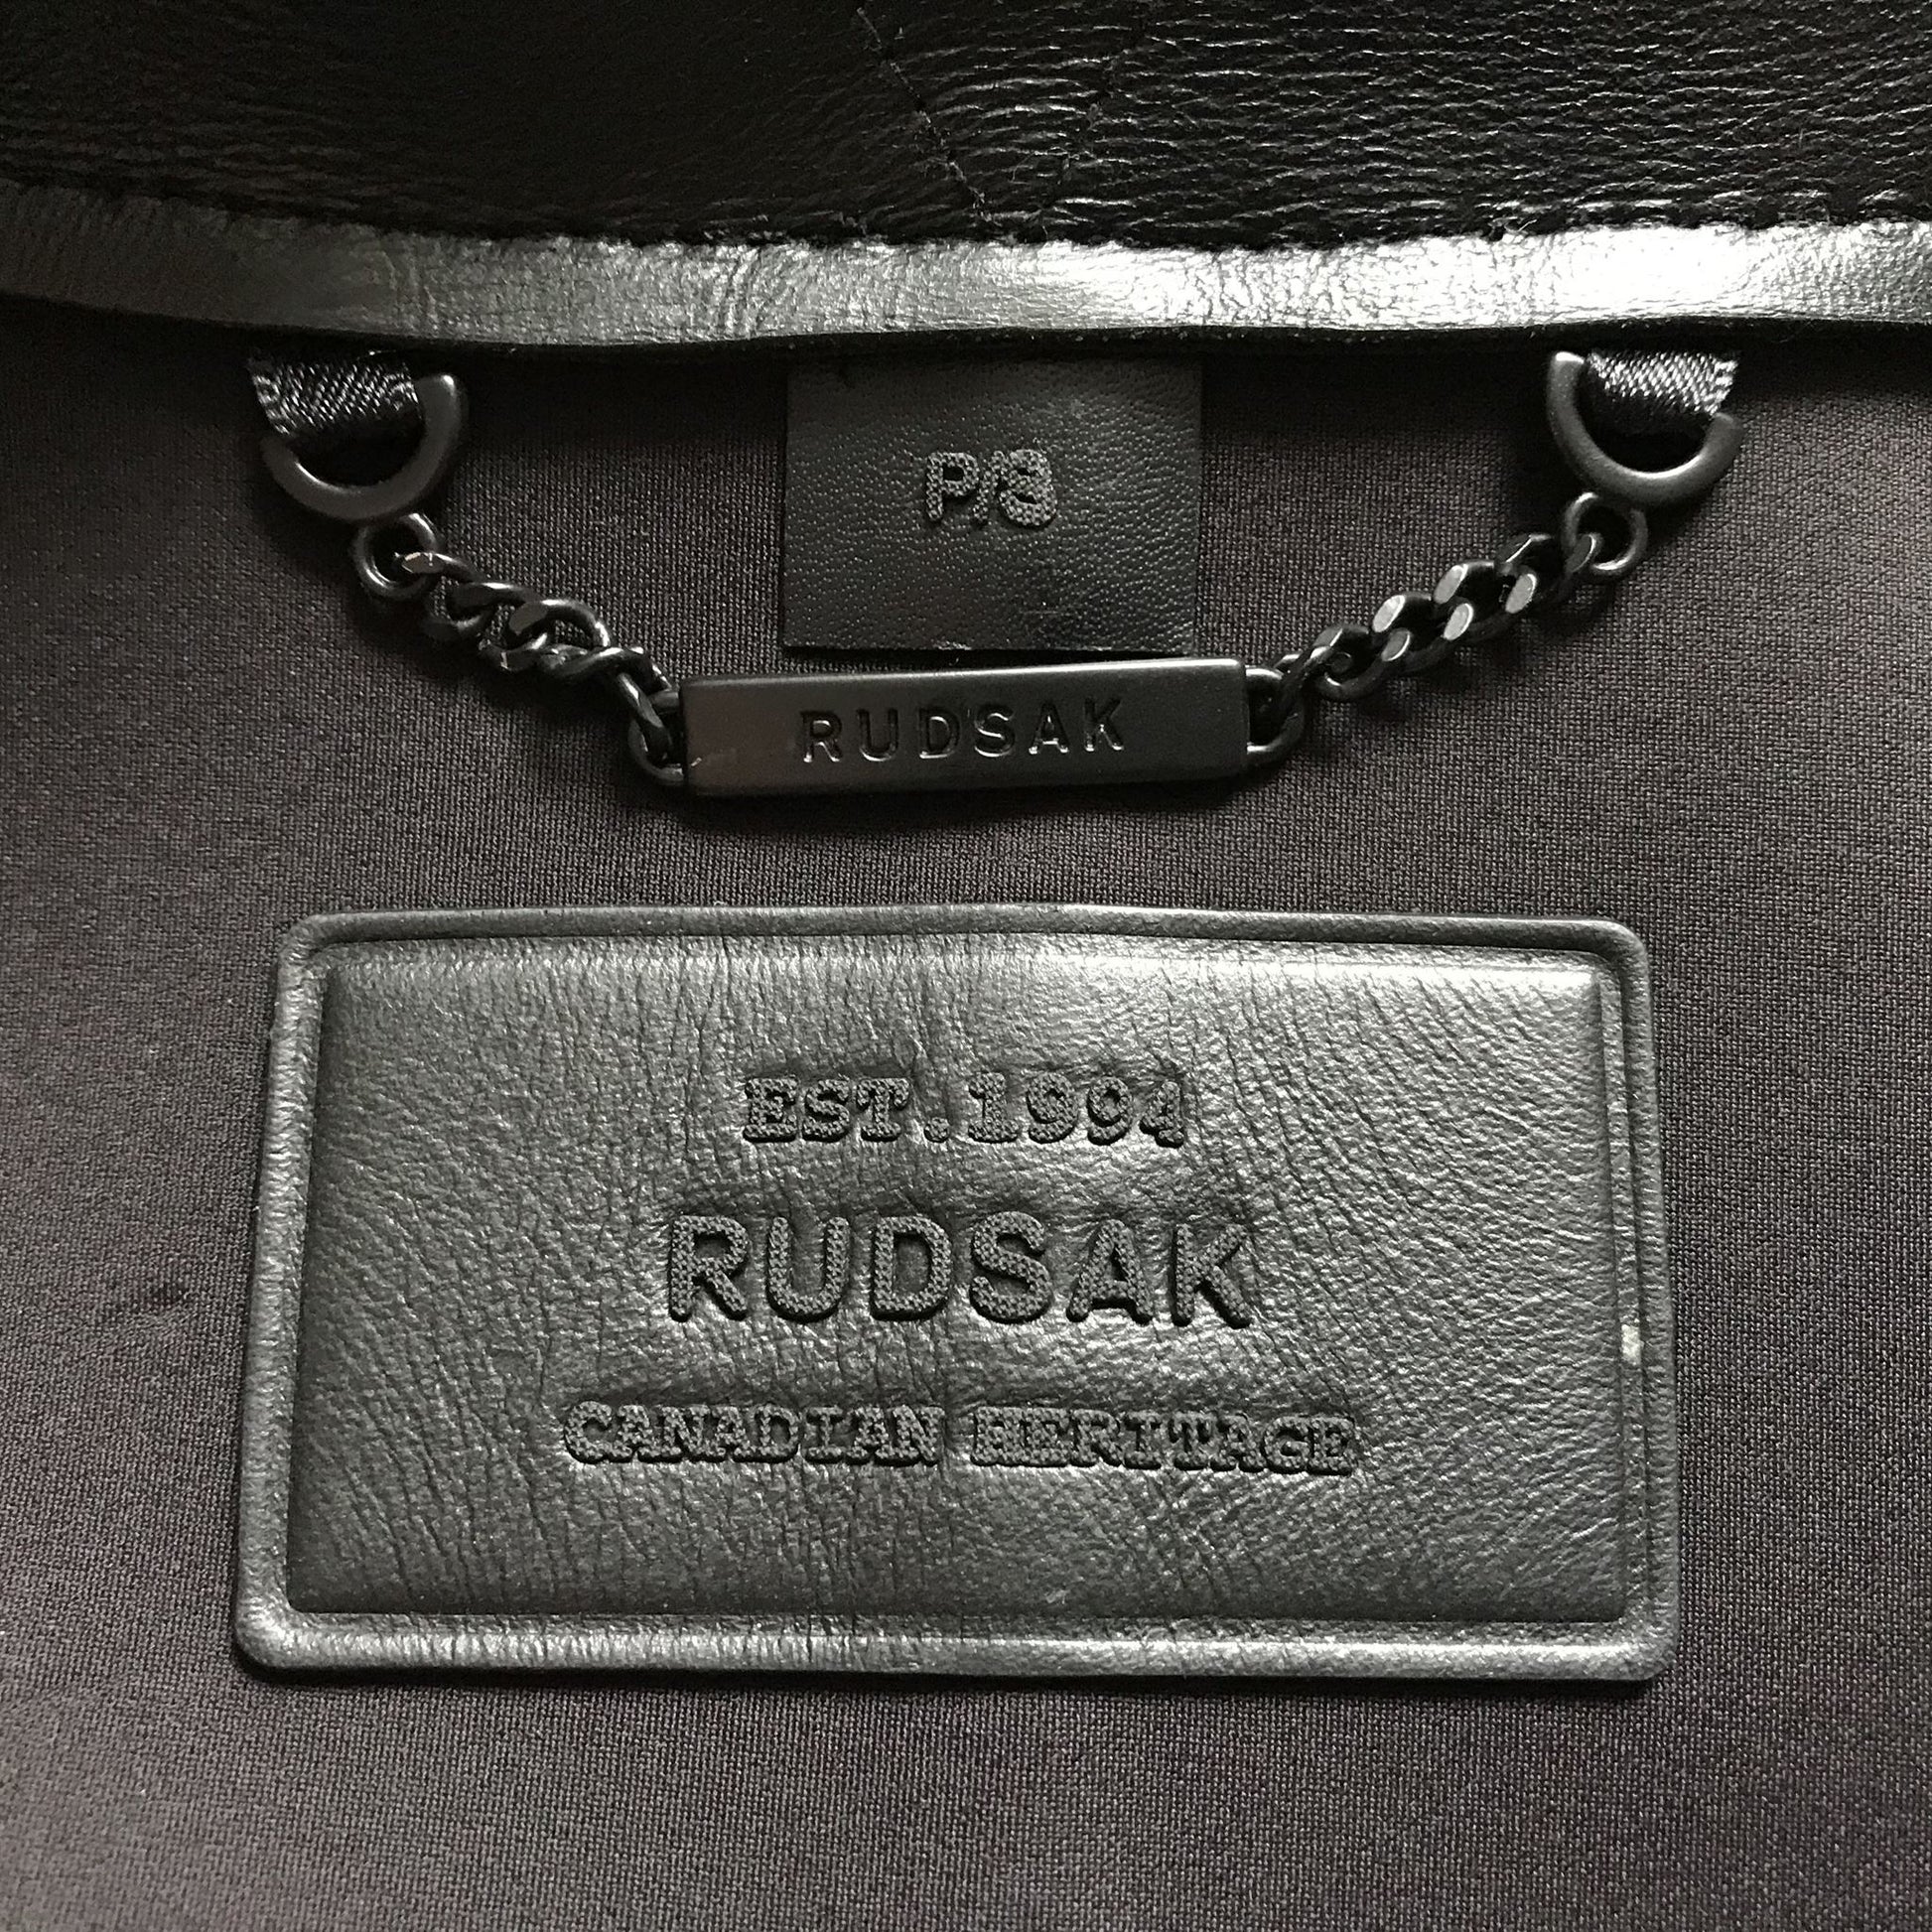 P/S
RUDSAK
EST.1994
RUDSAK
CANADIAN HERITAGE